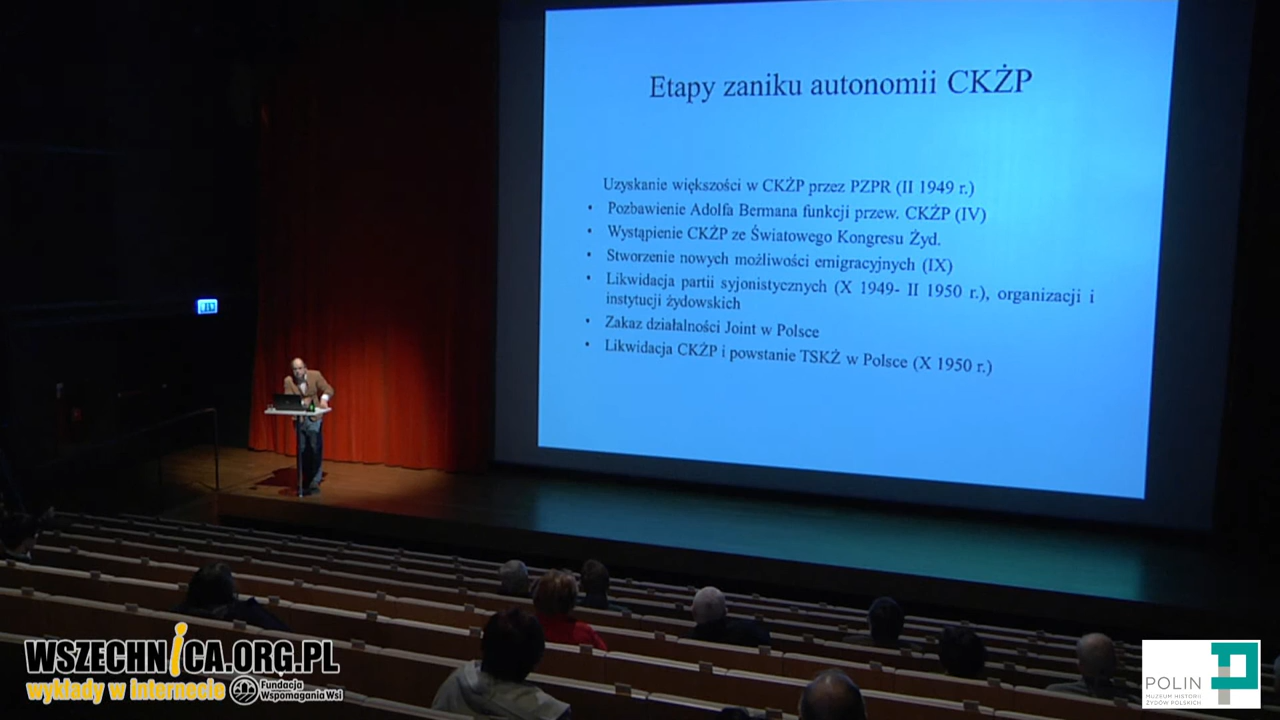 Etapy zaniku autonomii CKŻP
Uzyskanie większości w CKŻP przez PZPR (II 1949 r.)
• Pozbawienie Adolfa Bermana funkcji przew. CKŻP (IV)
• Wystąpienie CKŻP ze Światowego Kongresu Żyd.
• Stworzenie nowych możliwości emigracyjnych (IX)
• Likwidacja partii syjonistycznych (X 1949- II 1950 r.), organizacji i
instytucji żydowskich
• Zakaz działalności Joint w Polsce
• Likwidacja CKŻP i powstanie TSKŻ w Polsce (X 1950 r.)
WSZECHNICA.ORG.PL
wykłady w internecie
Fundacja
Wspomagania Wsi
POLIN
MUZEUM HISTORII
ŻYDÓW POLSKICH